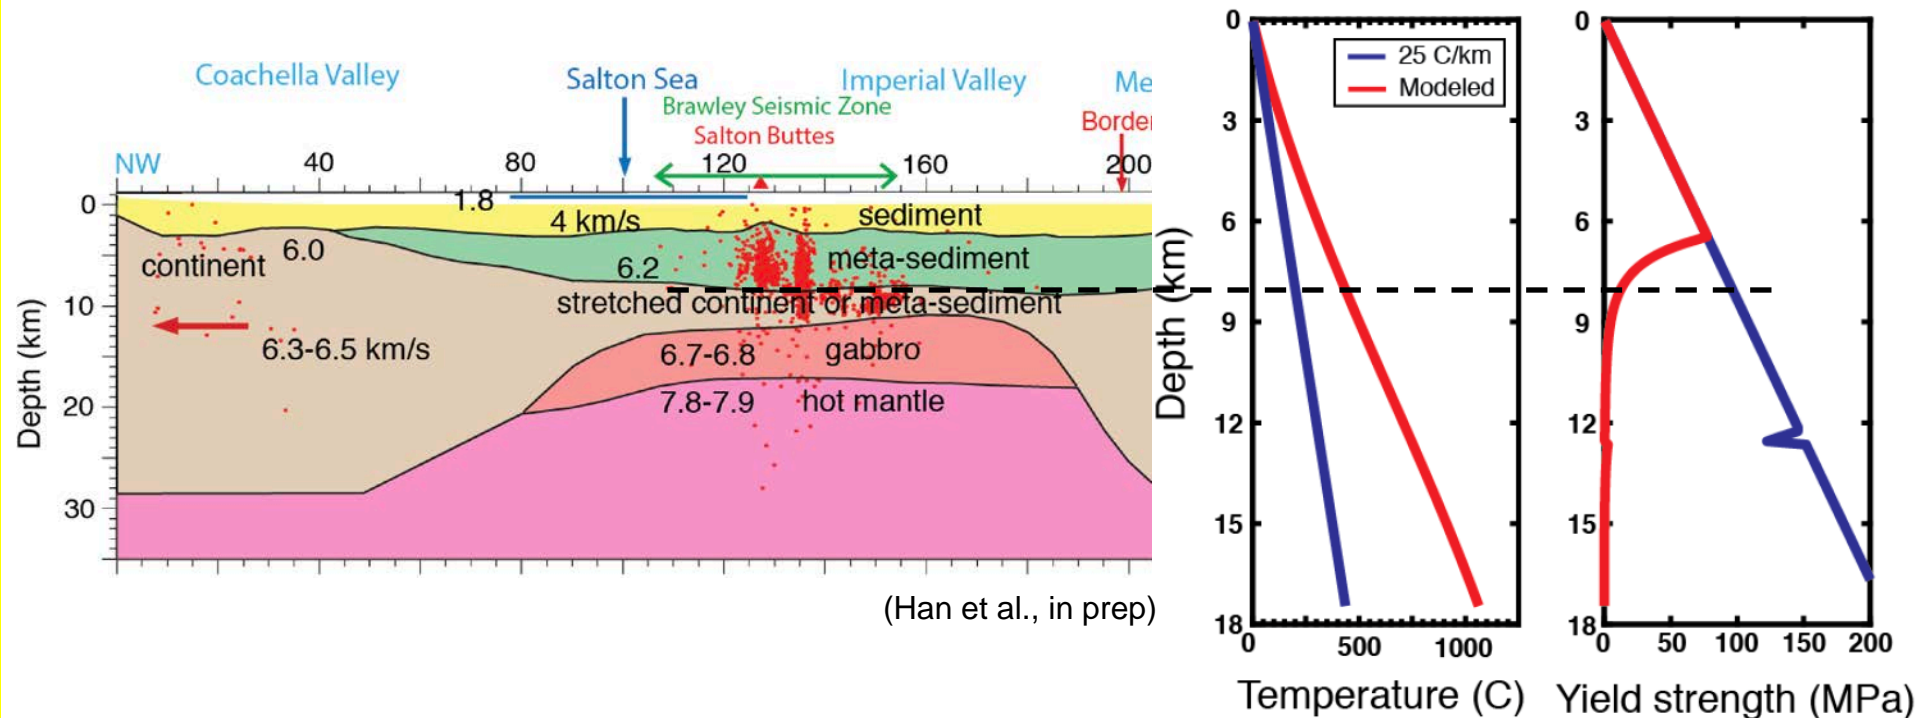 Coachella Valley
Salton Sea
Imperial Valley
Me
Brawley Seismic Zone
Salton Buttes
Border
NW
40
80
120
160
200
0
10
20
30
Depth (km)
1.8
4 km/s
sediment
6.0
continent
6.2
meta-sediment
stretched continent or meta-sediment
6.3-6.5 km/s
6.7-6.8
gabbro
7.8-7.9
hot mantle
(Han et al., in prep)
0
3
6
9
12
15
18
Depth (km)
25 C/km
Modeled
0
500
1000
Temperature (C)
0
3
6
9
12
15
18
0
50
100
150
200
Yield strength (MPa)